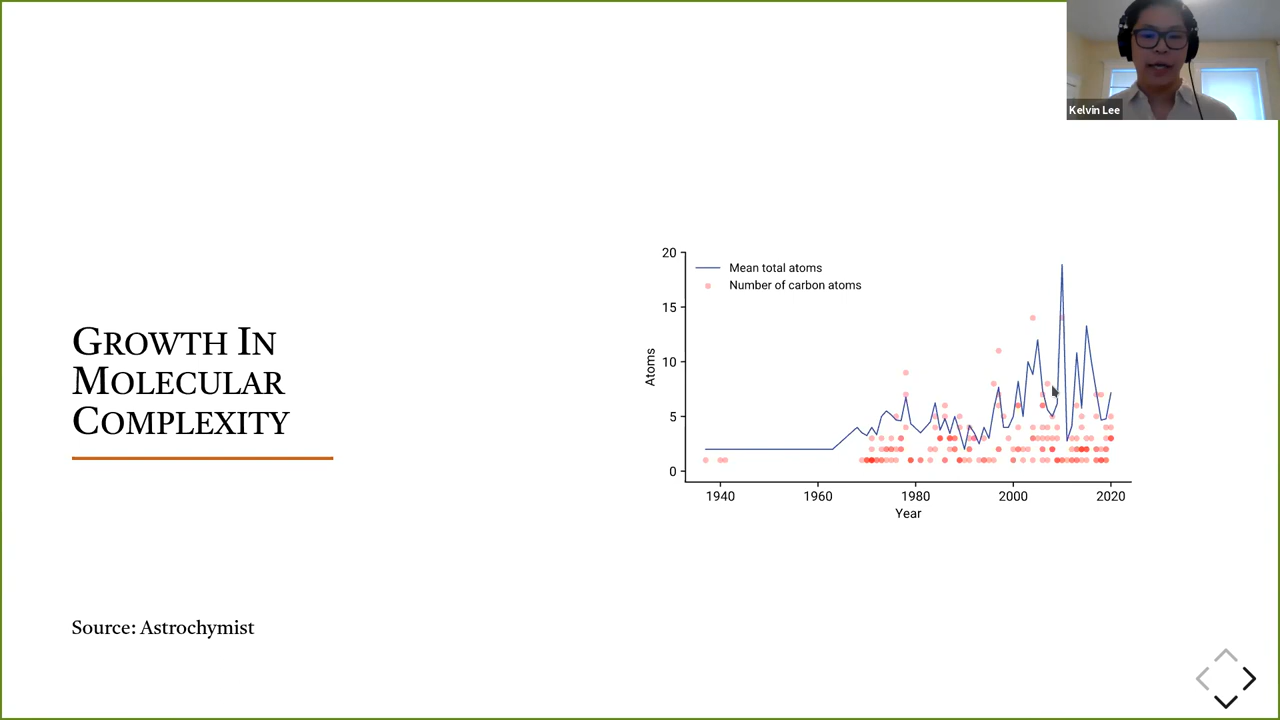 Kelvin Lee
GROWTH IN
MOLECULAR
COMPLEXITY
Source: Astrochymist
Mean total atoms
Number of carbon atoms
Atoms
20
15
10
5
0
1940
1960
1980
2000
2020
Year